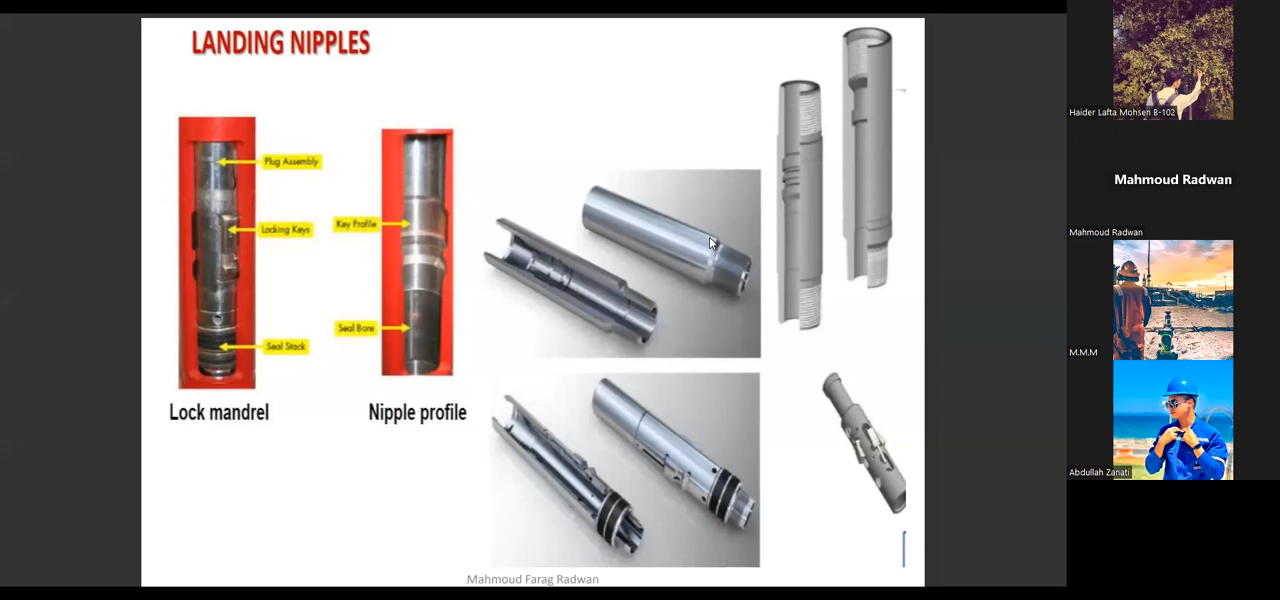 LANDING NIPPLES
Plug Assembly
Locking Keys
Seal Stack
Key Profile
Seal Bore
Lock mandrel
Nipple profile
Mahmoud Farag Radwan
Haider Lafta Mohsen B-102
Mahmoud Radwan
Mahmoud Radwan
M.M.M
Abdullah Zanati